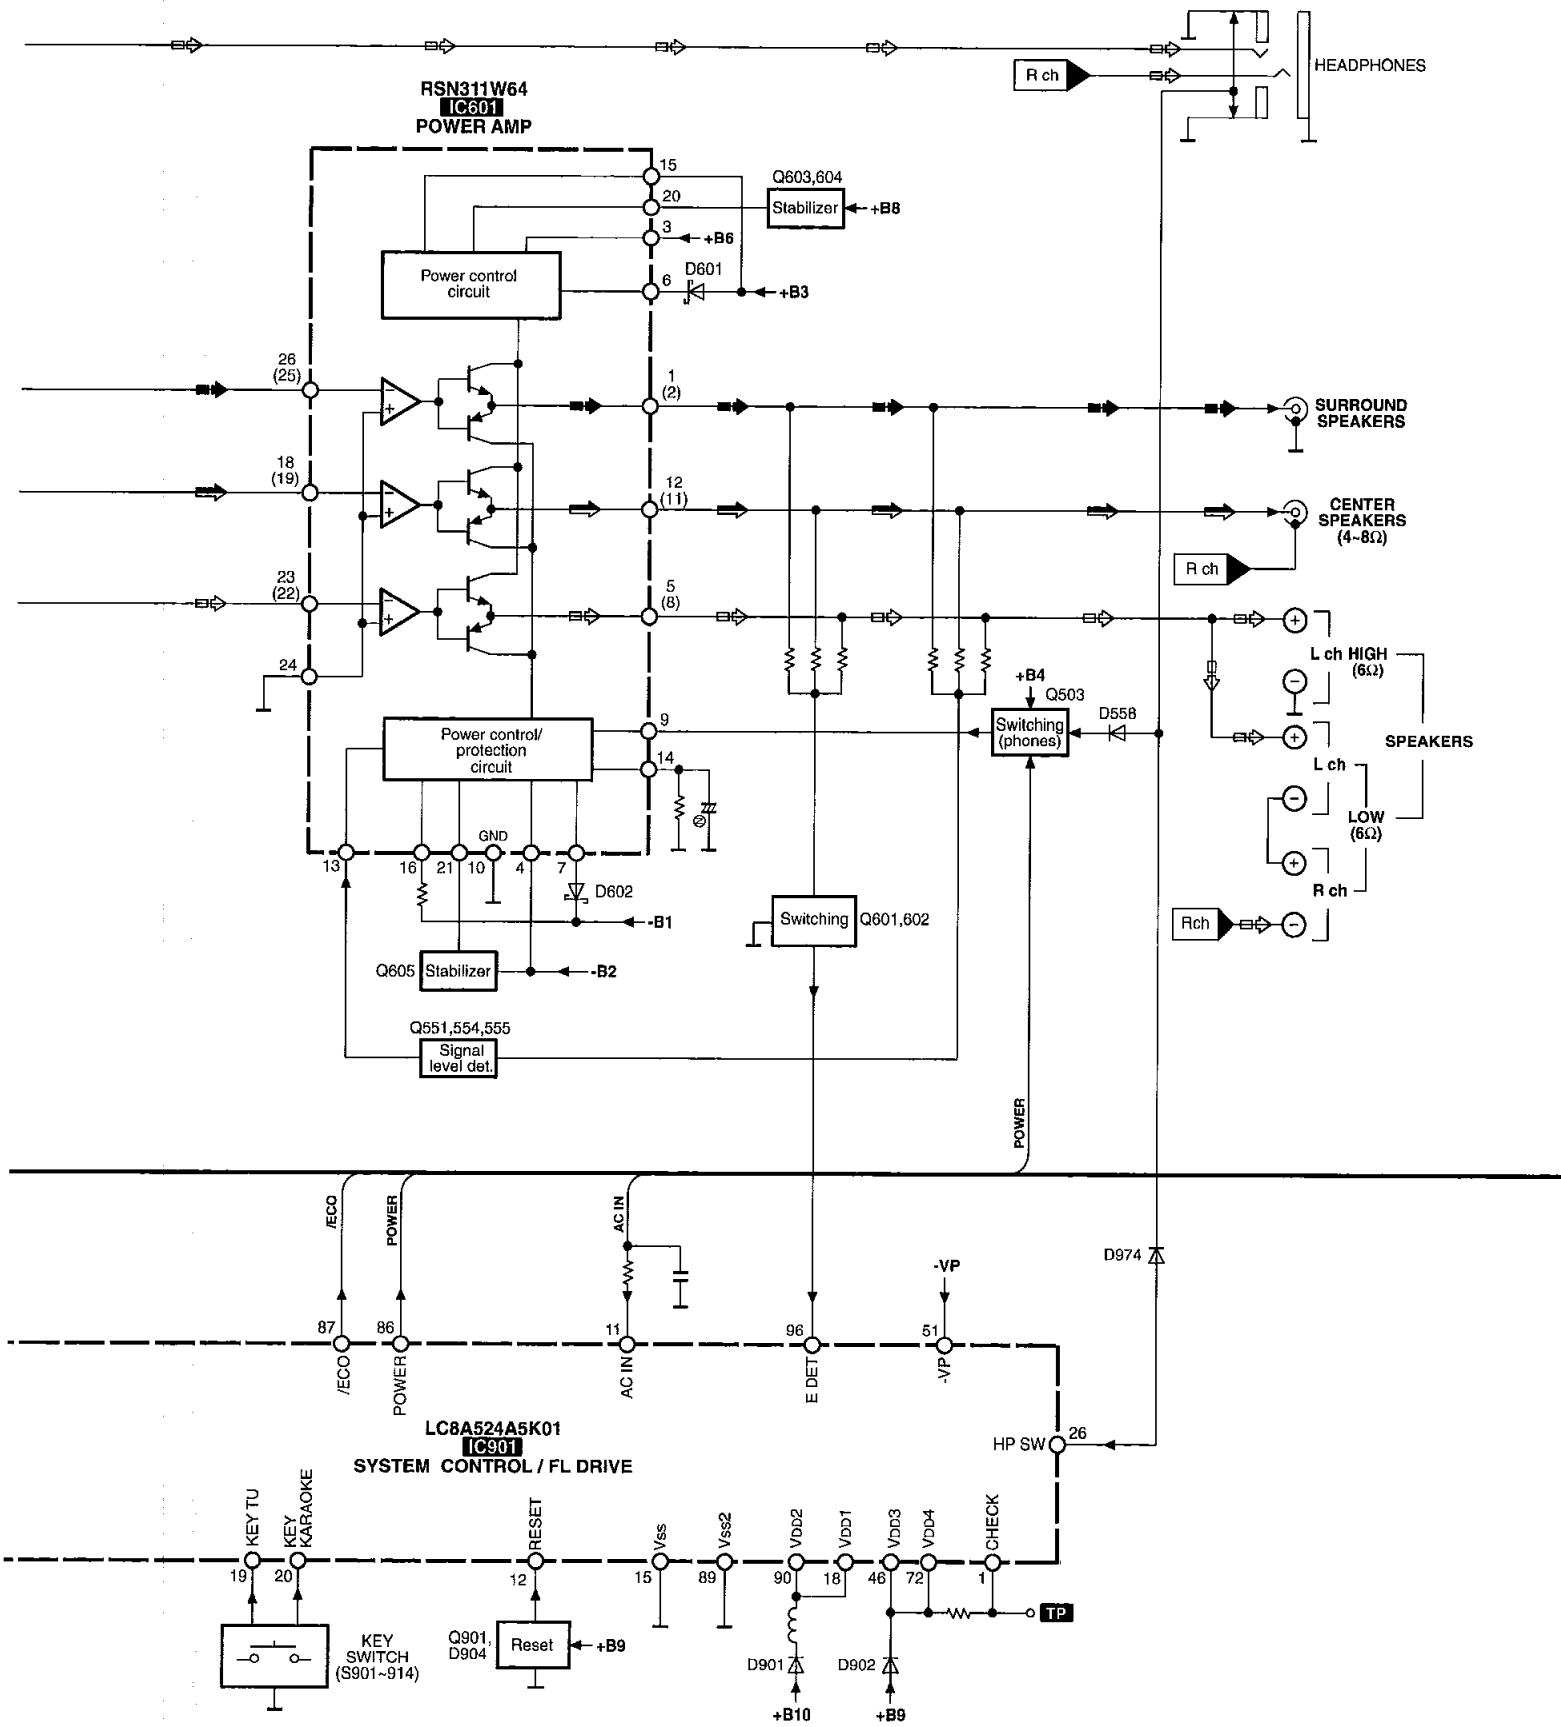 HEADPHONES
R ch
RSN311W64
IC601
POWER AMP
15
Q603,604
20
Stabilizer
+B8
3
+B6
Power control
circuit
D601
6
+B3
26
(25)
1
(2)
SURROUND
SPEAKERS
18
(19)
12
(11)
CENTER
SPEAKERS
(4~8Ω)
R ch
23
(22)
5
(8)
+
L ch HIGH
(6Ω)
−
24
+B4
Q503
Switching
(phones)
D558
9
Power control/
protection
circuit
14
+
SPEAKERS
L ch
−
LOW
(6Ω)
+
R ch
Rch
−
GND
13
16
21
10
4
7
D602
-B1
Switching
Q601,602
Q605
Stabilizer
-B2
Q551,554,555
Signal
level det.
POWER
/ECO
POWER
AC IN
D974
-VP
87
86
11
96
51
/ECO
POWER
AC IN
E DET
-VP
LC8A524A5K01
IC901
SYSTEM CONTROL / FL DRIVE
HP SW
26
KEY TU
KEY
KARAOKE
RESET
Vss
Vss2
VDD2
VDD1
VDD3
VDD4
CHECK
19
20
12
15
89
90
18
46
72
1
TP
KEY
SWITCH
(S901~914)
Q901,
D904
Reset
+B9
D901
D902
+B10
+B9